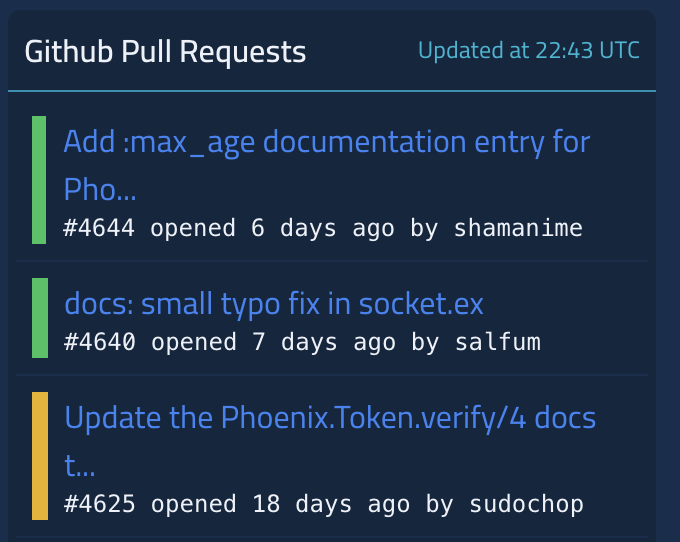 Github Pull Requests
Updated at 22:43 UTC
Add :max_age documentation entry for
Pho...
#4644 opened 6 days ago by shamanime
docs: small typo fix in socket.ex
#4640 opened 7 days ago by salfum
Update the Phoenix.Token.verify/4 docs
t...
#4625 opened 18 days ago by sudochop